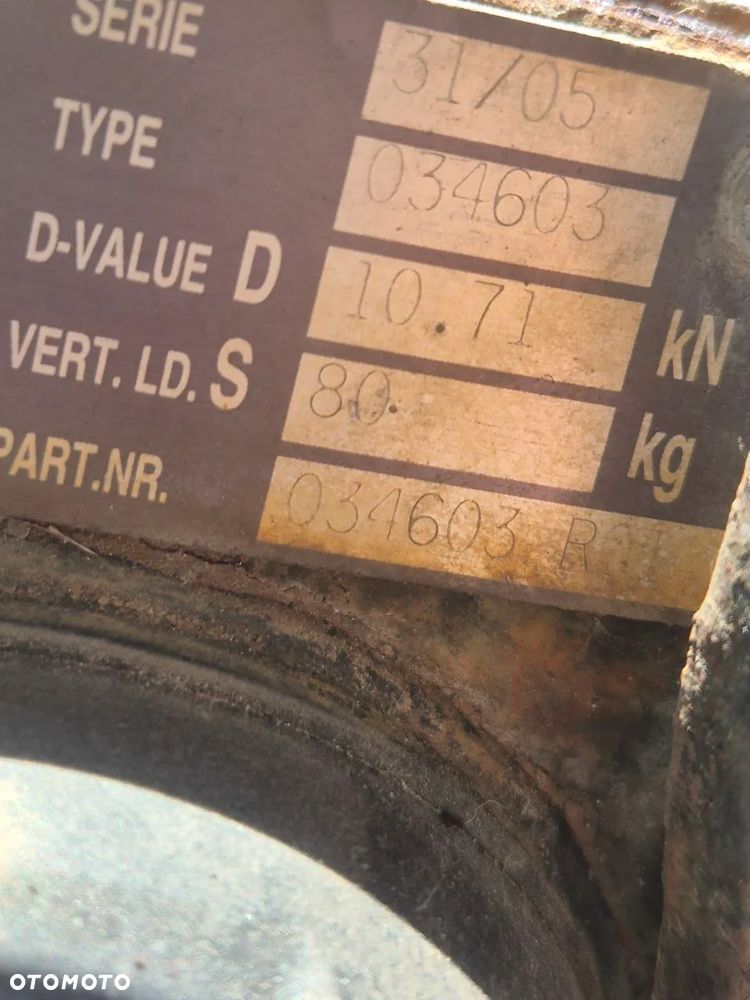 SERIE 31/05
TYPE 034603
D-VALUE D 10.71 kN
VERT. LD. S 80 kg
PART.NR. 034603 R
OTOMOTO